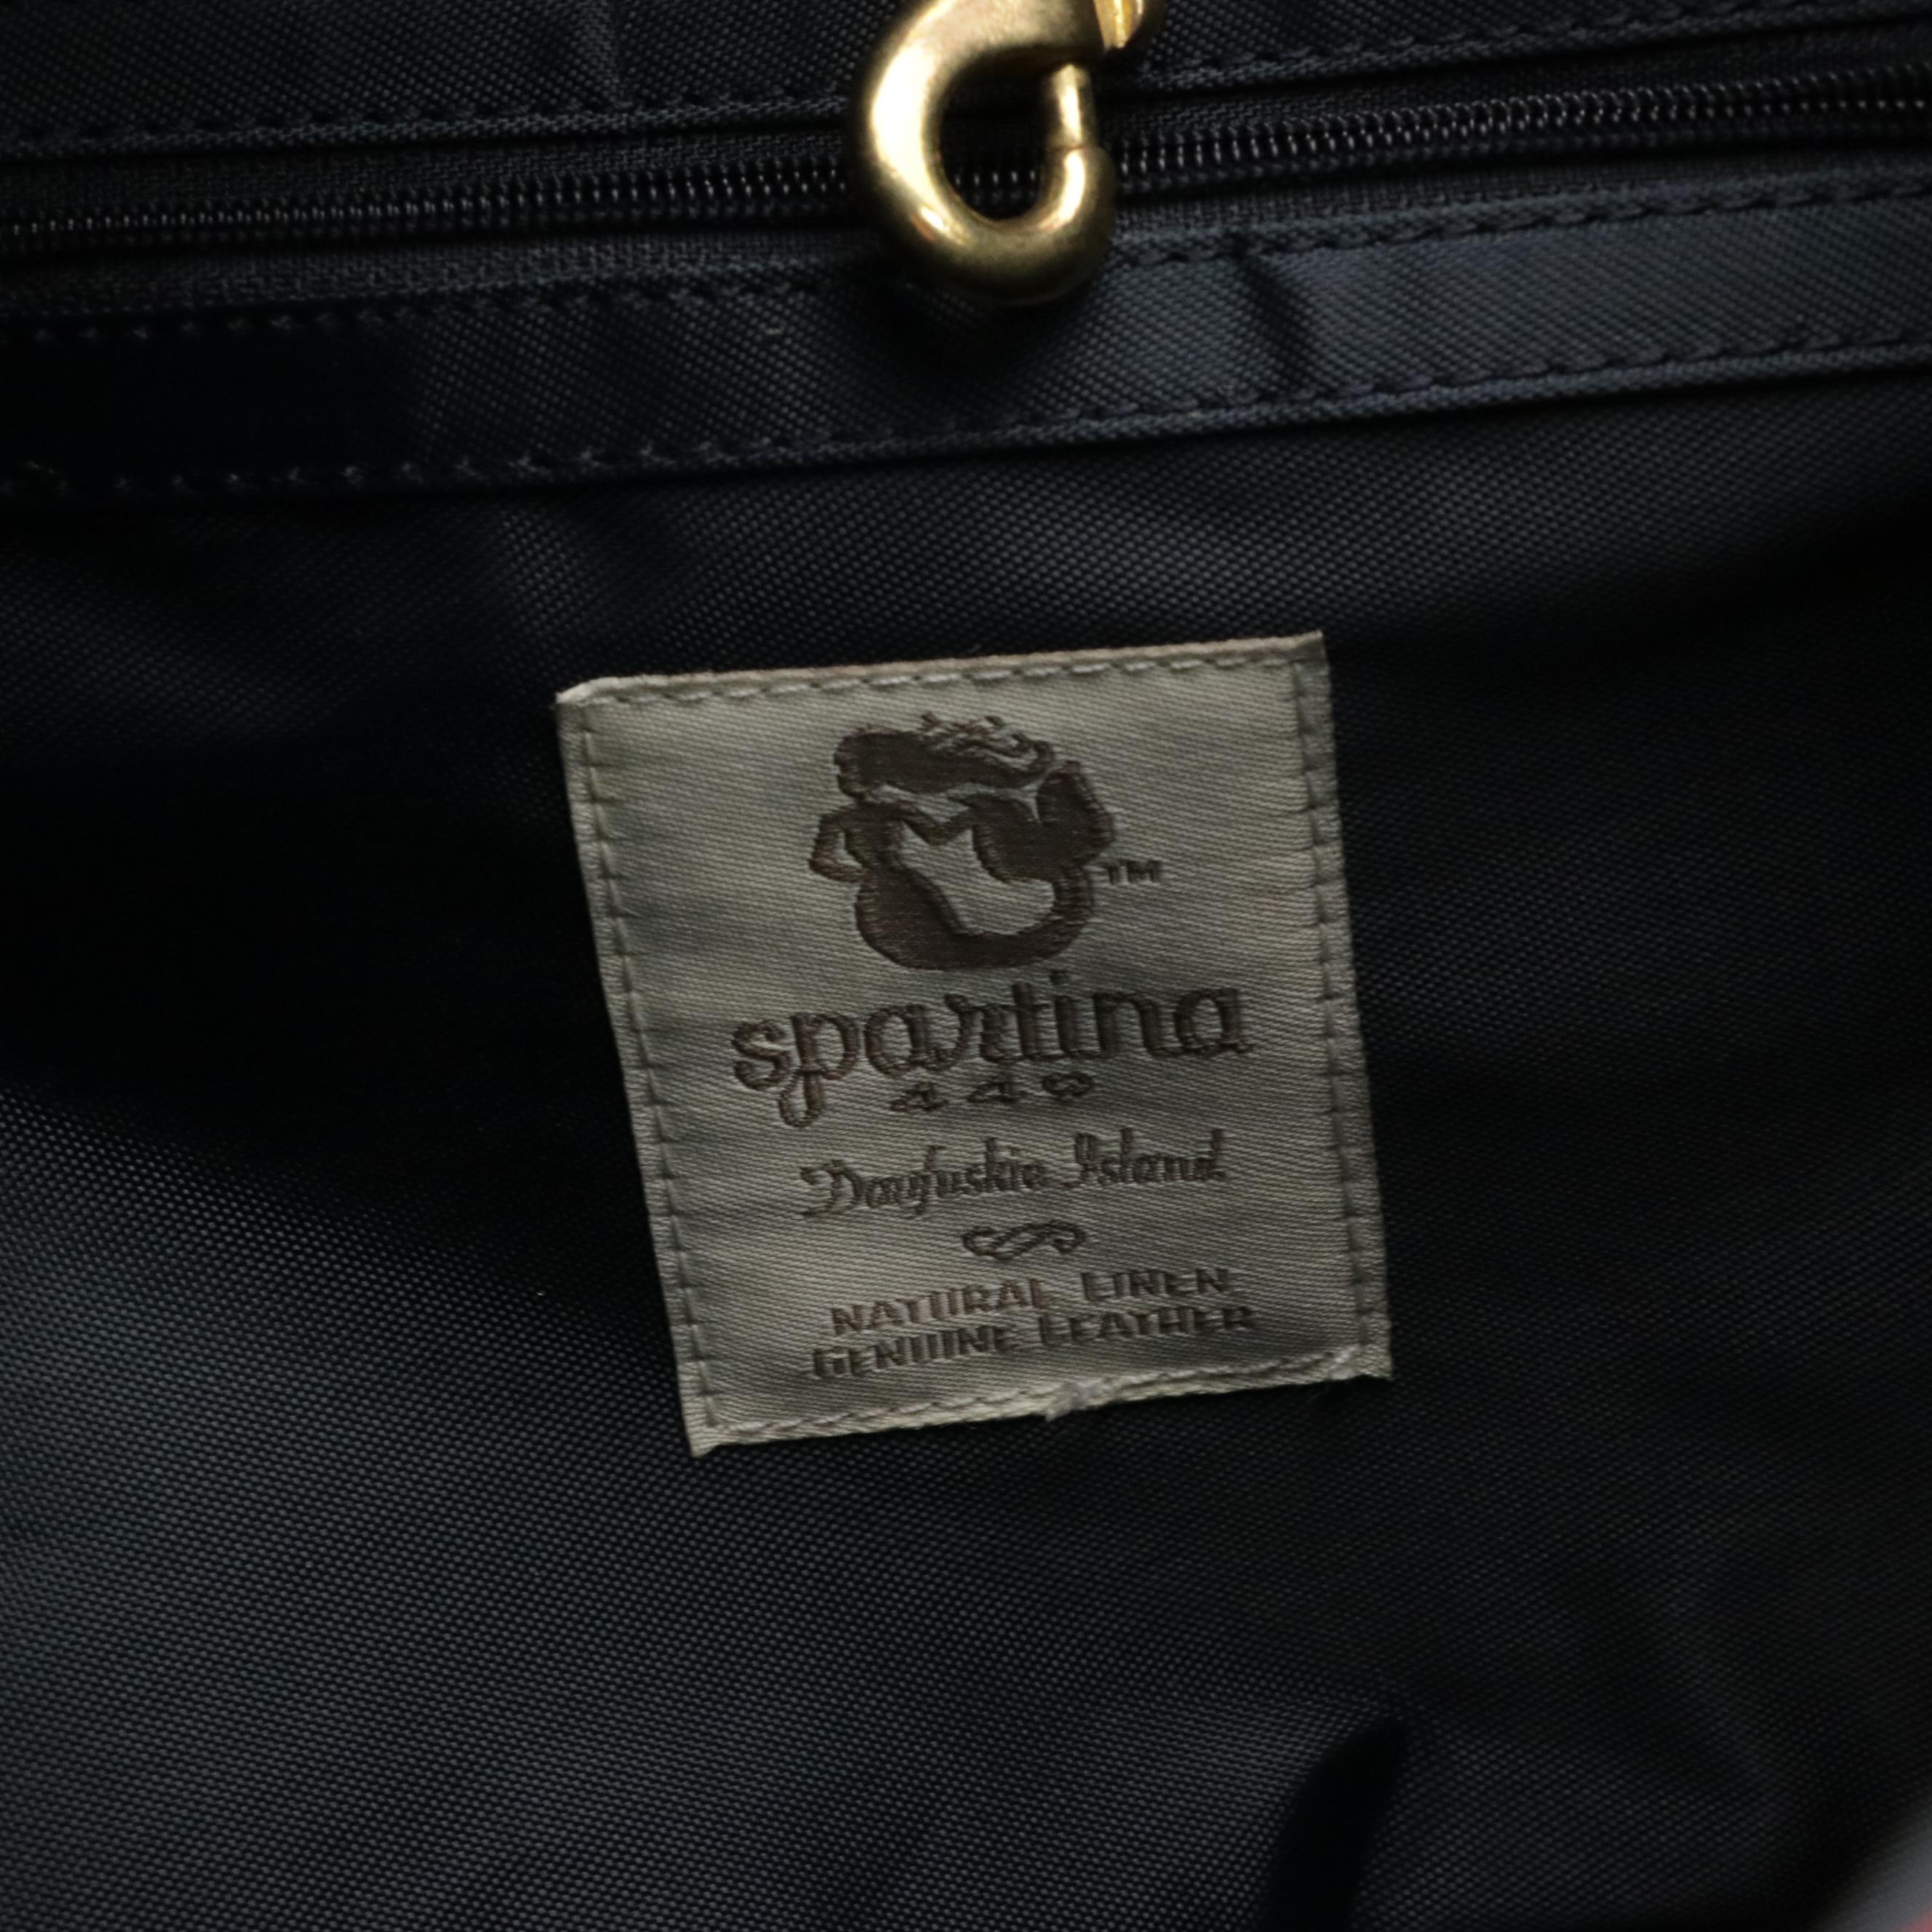 TM
spartina
449
Daufuskie Island
NATURAL LINEN
GENUINE LEATHER